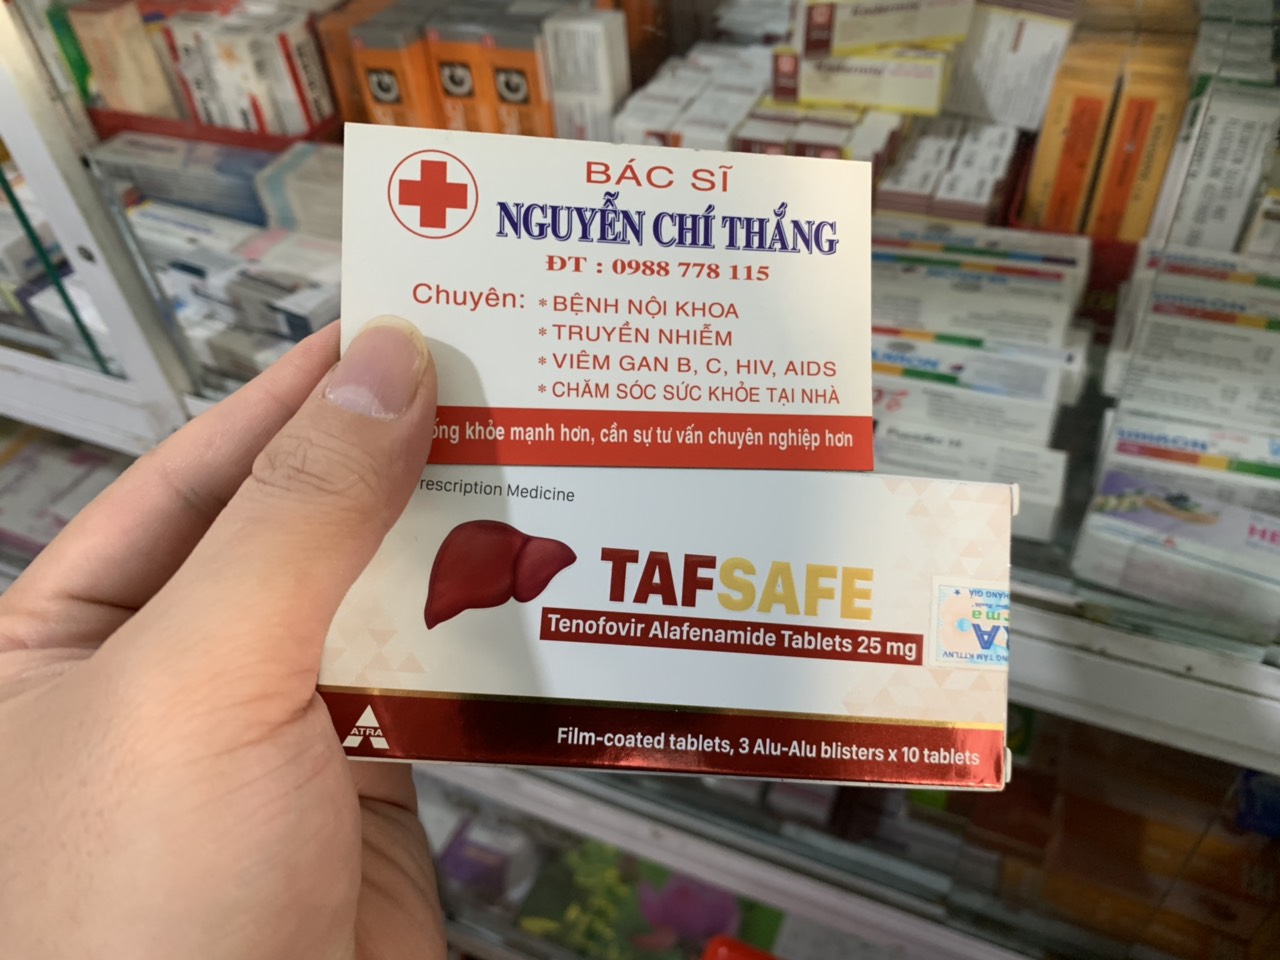 BÁC SĨ
NGUYỄN CHÍ THẮNG
ĐT : 0988 778 115
Chuyên: * BỆNH NỘI KHOA
* TRUYỀN NHIỄM
* VIÊM GAN B, C, HIV, AIDS
* CHĂM SÓC SỨC KHỎE TẠI NHÀ
khỏe mạnh hơn, cần sự tư vấn chuyên nghiệp hơn
Medicine
TAFSAFE
Tenofovir Alafenamide Tablets 25 mg
ATRA
Film-coated tablets, 3 Alu-Alu blisters x 10 tablets